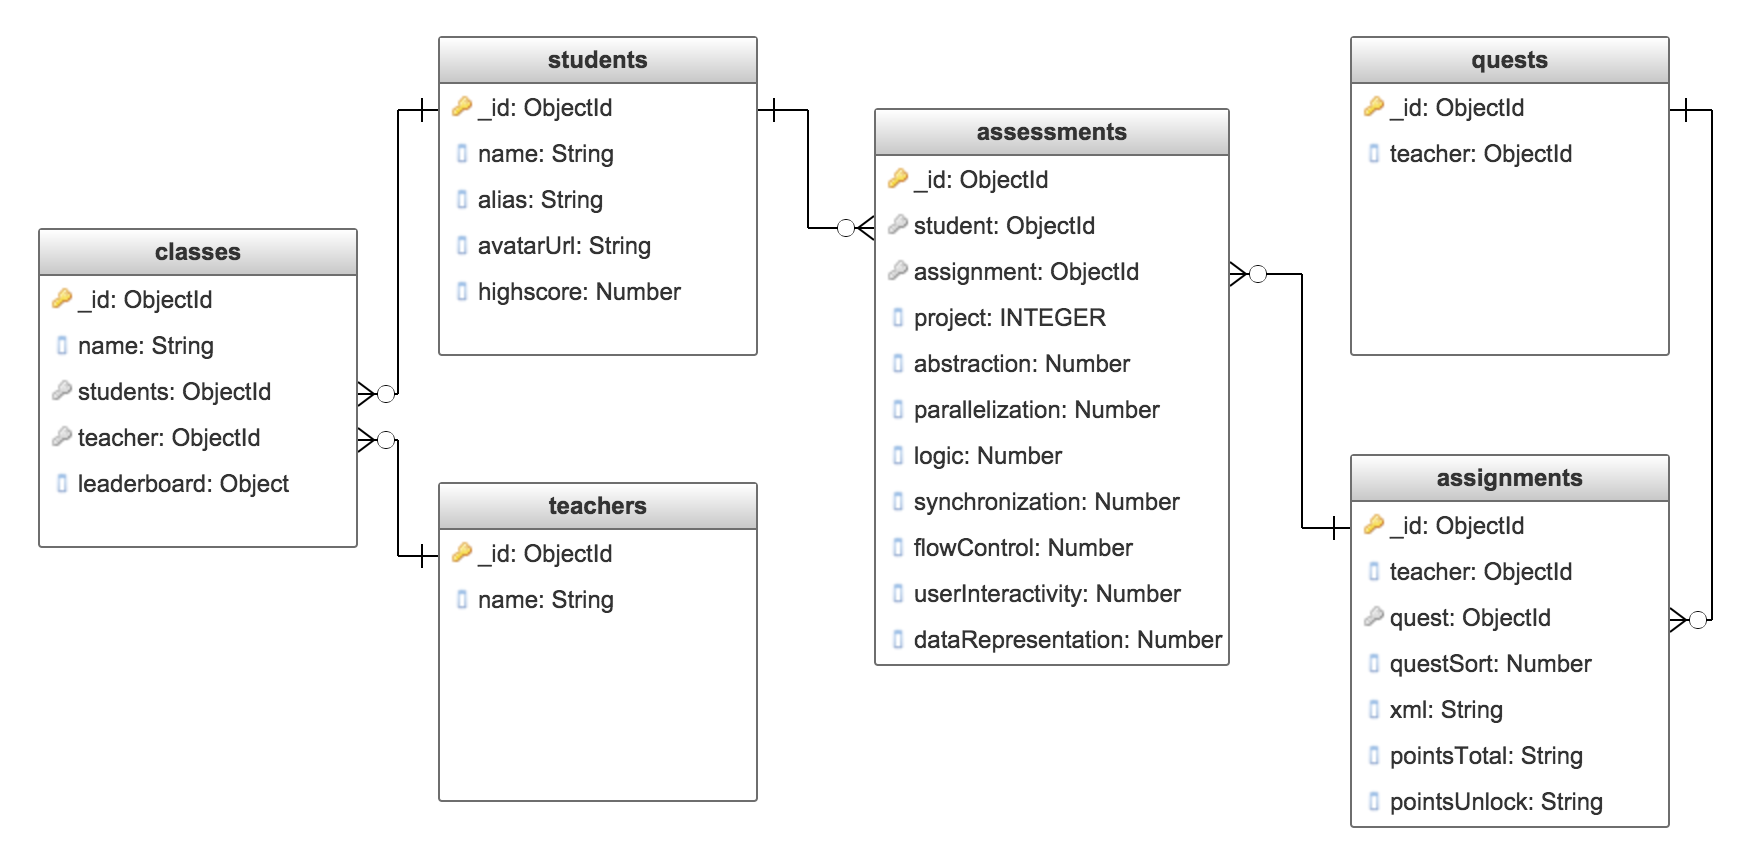 students
_id: ObjectId
name: String
alias: String
avatarUrl: String
highscore: Number
quests
_id: ObjectId
teacher: ObjectId
assessments
_id: ObjectId
student: ObjectId
assignment: ObjectId
project: INTEGER
abstraction: Number
parallelization: Number
logic: Number
synchronization: Number
flowControl: Number
userInteractivity: Number
dataRepresentation: Number
classes
_id: ObjectId
name: String
students: ObjectId
teacher: ObjectId
leaderboard: Object
teachers
_id: ObjectId
name: String
assignments
_id: ObjectId
teacher: ObjectId
quest: ObjectId
questSort: Number
xml: String
pointsTotal: String
pointsUnlock: String